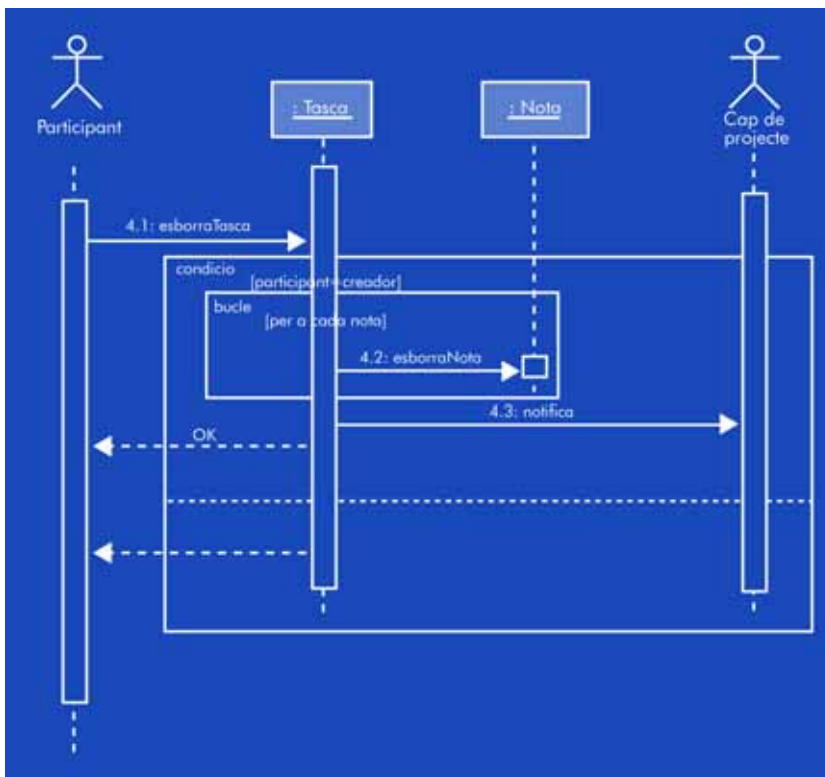 Participant
: Tasca
: Nota
Cap de
projecte
4.1: esborraTasca
condicio
[participant=creador]
bucle
[per a cada nota]
4.2: esborraNota
4.3: notifica
OK